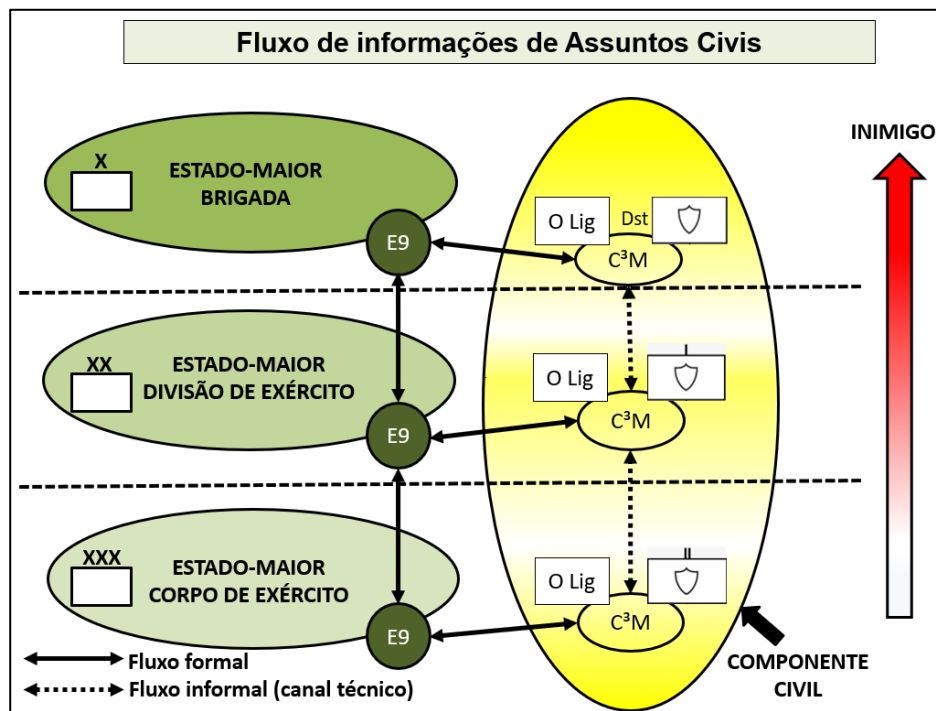 Fluxo de informações de Assuntos Civis
INIMIGO
X
ESTADO-MAIOR
BRIGADA
E9
O Lig
Dst
C³M
XX
ESTADO-MAIOR
DIVISÃO DE EXÉRCITO
E9
O Lig
I
C³M
XXX
ESTADO-MAIOR
CORPO DE EXÉRCITO
E9
O Lig
II
C³M
Fluxo formal
Fluxo informal (canal técnico)
COMPONENTE
CIVIL